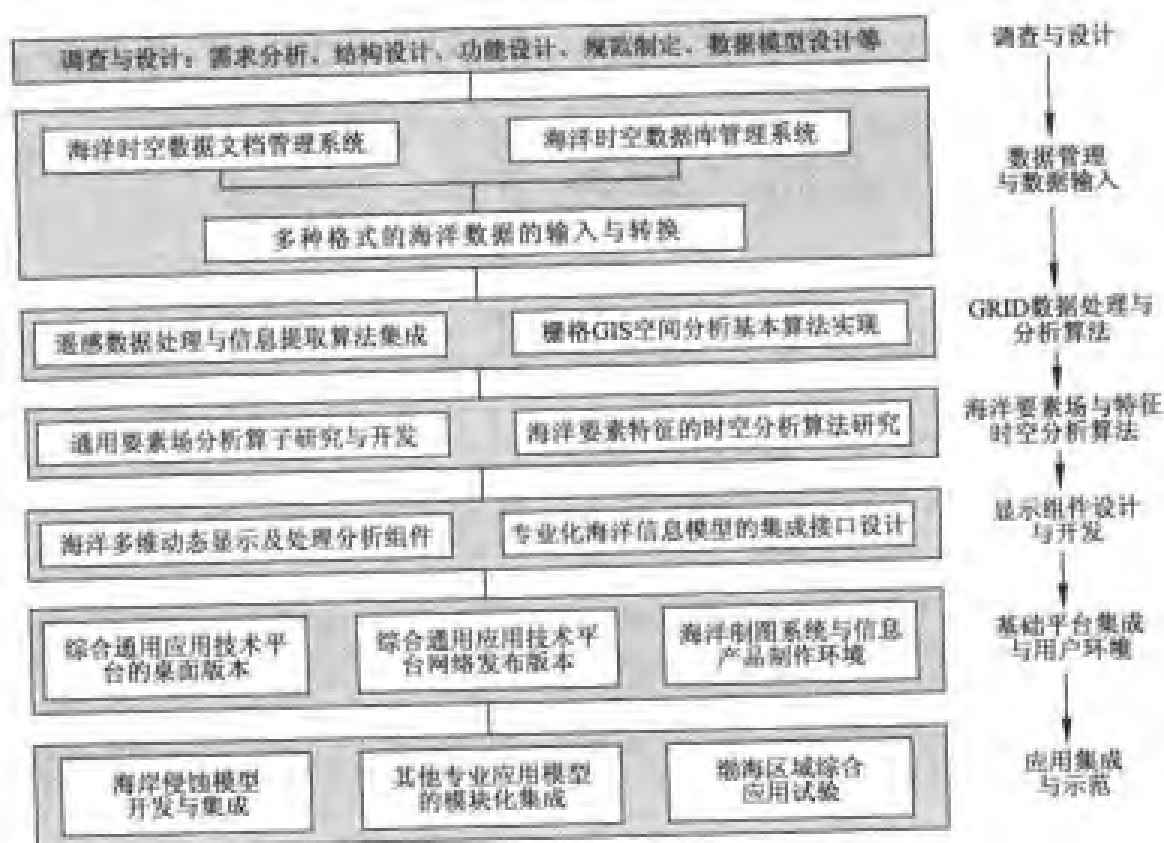 调查与设计：需求分析、结构设计、功能设计、规范制定、数据模型设计等
调查与设计
海洋时空数据文档管理系统
海洋时空数据库管理系统
多种格式的海洋数据的输入与转换
数据管理
与数据输入
遥感数据处理与信息提取算法集成
栅格GIS空间分析基本算法实现
GRID数据处理与
分析算法
通用要素场分析算子研究与开发
海洋要素特征的时空分析算法研究
海洋要素场与特征
时空分析算法
海洋多维动态显示及处理分析组件
专业化海洋信息模型的集成接口设计
显示组件设计
与开发
综合通用应用技术平
台的桌面版本
综合通用应用技术平
台网络发布版本
海洋制图系统与信息
产品制作环境
基础平台集成
与用户环境
海岸侵蚀模型
开发与集成
其他专业应用模型
的模块化集成
渤海区域综合
应用试验
应用集成
与示范